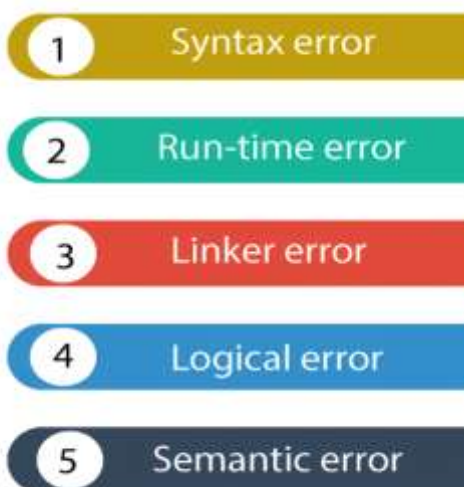 1 Syntax error
2 Run-time error
3 Linker error
4 Logical error
5 Semantic error